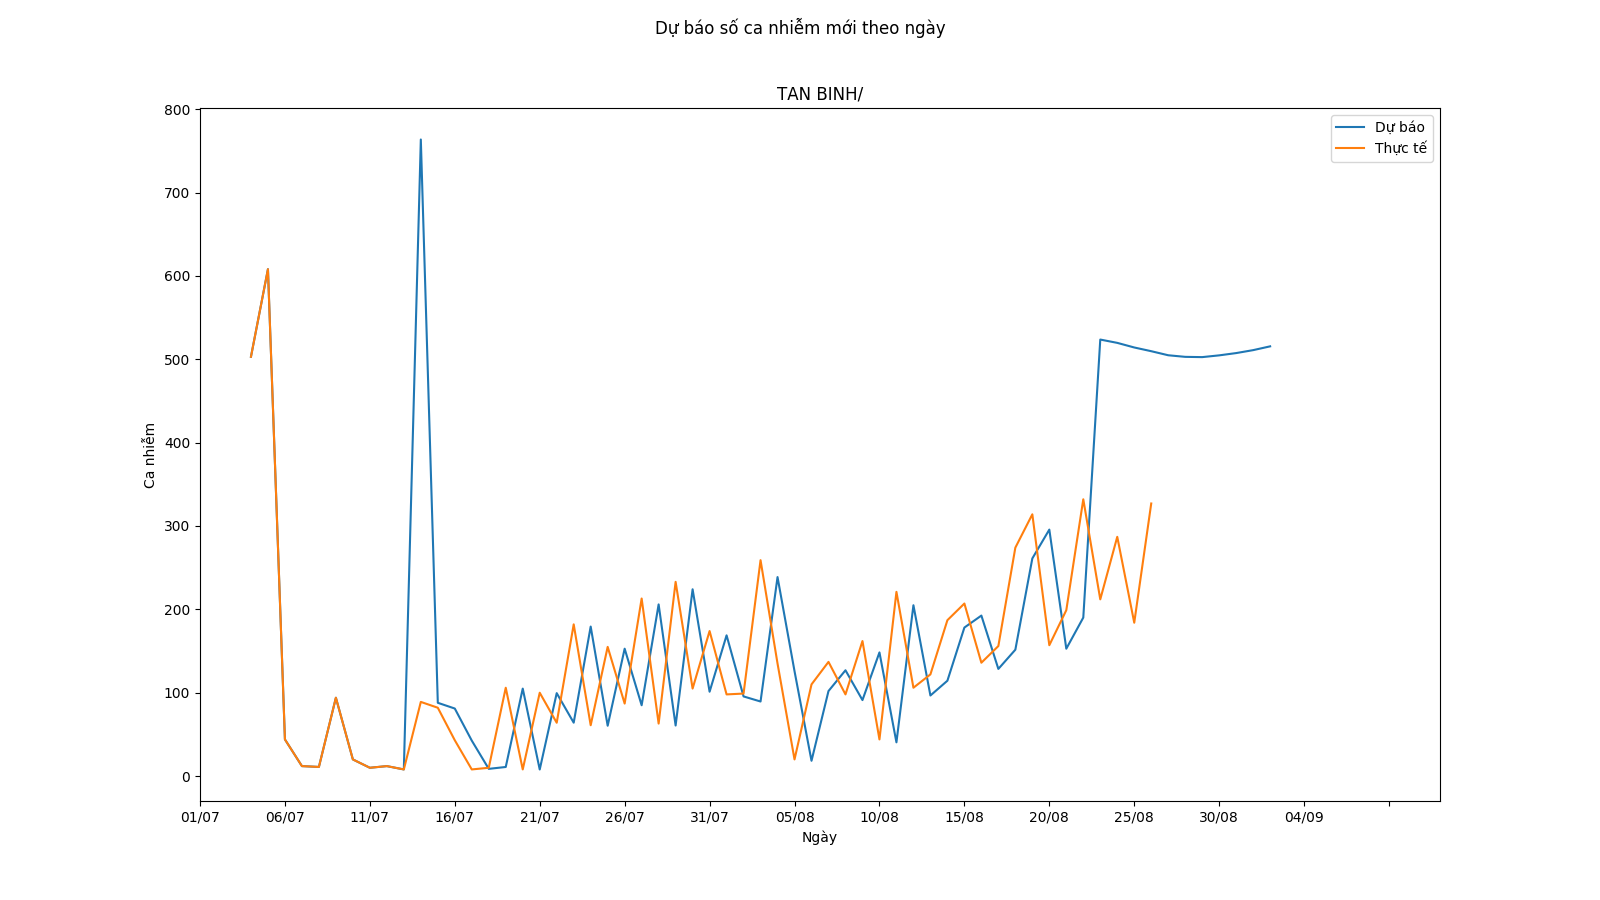 Dự báo số ca nhiễm mới theo ngày
TAN BINH/
Dự báo
Thực tế
Ca nhiễm
800
700
600
500
400
300
200
100
0
01/07 06/07 11/07 16/07 21/07 26/07 31/07 05/08 10/08 15/08 20/08 25/08 30/08 04/09
Ngày